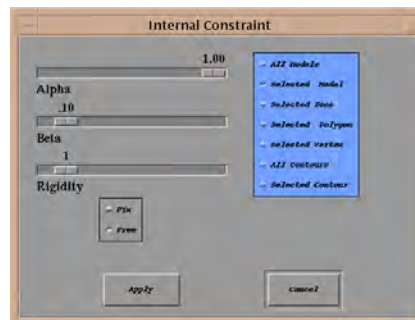 Internal Constraint
1.00
Alpha
.10
Beta
1
Rigidity
Fix
Free
All Models
Selected Model
Selected Zone
Selected Polygon
Selected Vertex
All Contours
Selected Contour
Apply
Cancel